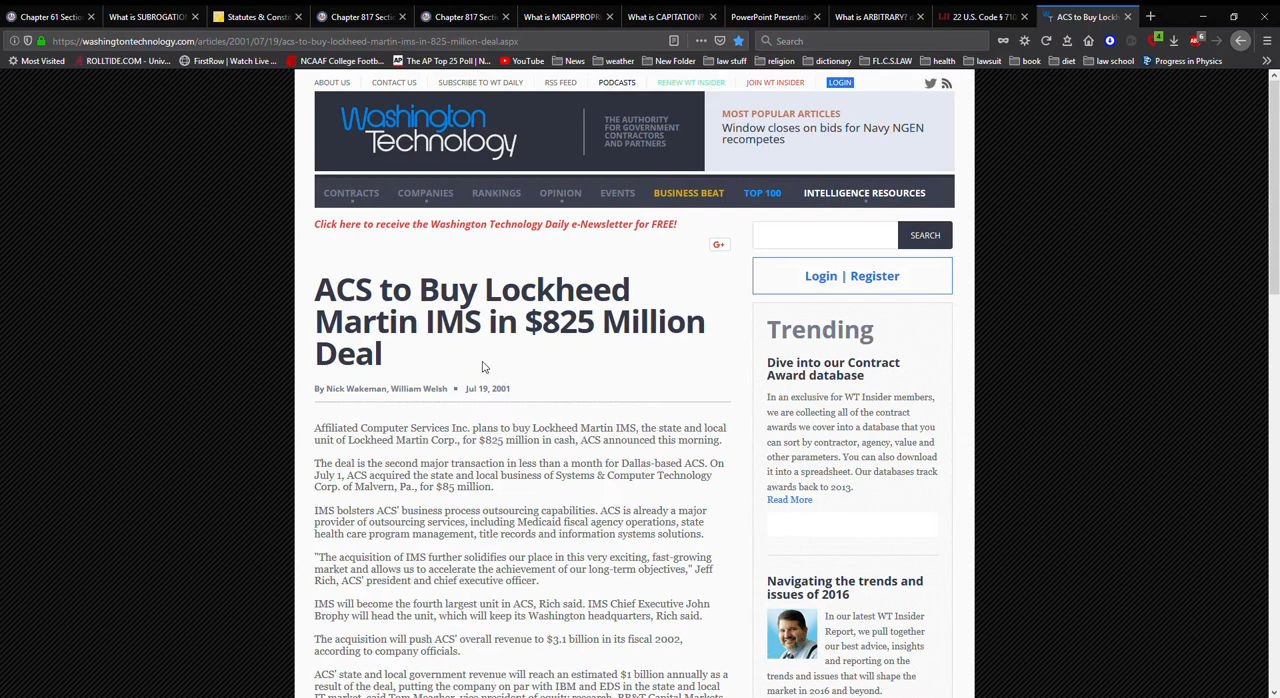 Chapter 61 Section
What is SUBROGATION
Statutes & Const
Chapter 817 Secti
Chapter 817 Secti
What is MISAPPROPR
What is CAPITATION?
PowerPoint Presentati
What is ARBITRARY? d
22 U.S. Code § 710
ACS to Buy Lockh
https://washingtontechnology.com/articles/2001/07/19/acs-to-buy-lockheed-martin-ims-in-825-million-deal.aspx
Search
4
6
Most Visited
ROLLTIDE.COM - Univ...
FirstRow | Watch Live ...
NCAAF College Footb...
The AP Top 25 Poll | N...
YouTube
News
weather
New Folder
law stuff
religion
dictionary
FL.C.S.LAW
health
lawsuit
book
diet
law school
Progress in Physics
ABOUT US
CONTACT US
SUBSCRIBE TO WT DAILY
RSS FEED
PODCASTS
RENEW WT INSIDER
JOIN WT INSIDER
LOGIN
Washington
Technology
THE AUTHORITY
FOR GOVERNMENT
CONTRACTORS
AND PARTNERS
MOST POPULAR ARTICLES
Window closes on bids for Navy NGEN
recompetes
CONTRACTS
COMPANIES
RANKINGS
OPINION
EVENTS
BUSINESS BEAT
TOP 100
INTELLIGENCE RESOURCES
Click here to receive the Washington Technology Daily e-Newsletter for FREE!
G+
ACS to Buy Lockheed
Martin IMS in $825 Million
Deal
By Nick Wakeman, William Welsh
Jul 19, 2001
Affiliated Computer Services Inc. plans to buy Lockheed Martin IMS, the state and local
unit of Lockheed Martin Corp., for $825 million in cash, ACS announced this morning.
The deal is the second major transaction in less than a month for Dallas-based ACS. On
July 1, ACS acquired the state and local business of Systems & Computer Technology
Corp. of Malvern, Pa., for $85 million.
IMS bolsters ACS' business process outsourcing capabilities. ACS is already a major
provider of outsourcing services, including Medicaid fiscal agency operations, state
health care program management, title records and information systems solutions.
"The acquisition of IMS further solidifies our place in this very exciting, fast-growing
market and allows us to accelerate the achievement of our long-term objectives," Jeff
Rich, ACS' president and chief executive officer.
IMS will become the fourth largest unit in ACS, Rich said. IMS Chief Executive John
Brophy will head the unit, which will keep its Washington headquarters, Rich said.
The acquisition will push ACS' overall revenue to $3.1 billion in its fiscal 2002,
according to company officials.
ACS' state and local government revenue will reach an estimated $1 billion annually as a
result of the deal, putting the company on par with IBM and EDS in the state and local
IT market, said Tom Meagher, vice president of equity research, BB&T Capital Markets
SEARCH
Login | Register
Trending
Dive into our Contract
Award database
In an exclusive for WT Insider members,
we are collecting all of the contract
awards we cover into a database that you
can sort by contractor, agency, value and
other parameters. You can also download
it into a spreadsheet. Our databases track
awards back to 2013.
Read More
Navigating the trends and
issues of 2016
In our latest WT Insider
Report, we pull together
our best advice, insights
and reporting on the
trends and issues that will shape the
market in 2016 and beyond.